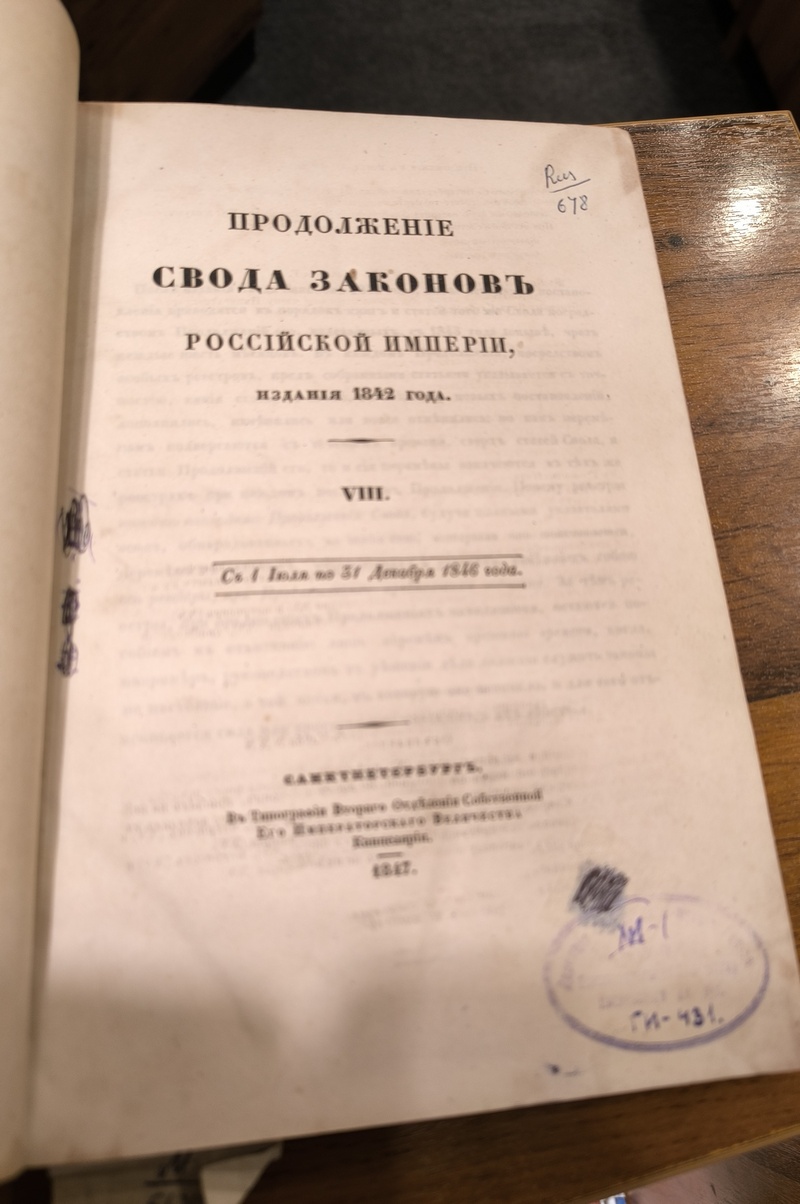 Rus
678
ПРОДОЛЖЕНІЕ
СВОДА ЗАКОНОВЪ
РОССІЙСКОЙ ИМПЕРІИ,
ИЗДАНІЯ 1842 ГОДА.
VIII.
Съ 1 Іюля по 31 Декабря 1846 года.
САНКТПЕТЕРБУРГЪ.
Въ Типографіи Втораго Отдѣленія Собственной
Его Императорскаго Величества
Канцеляріи.
1847.
ГИ-431.